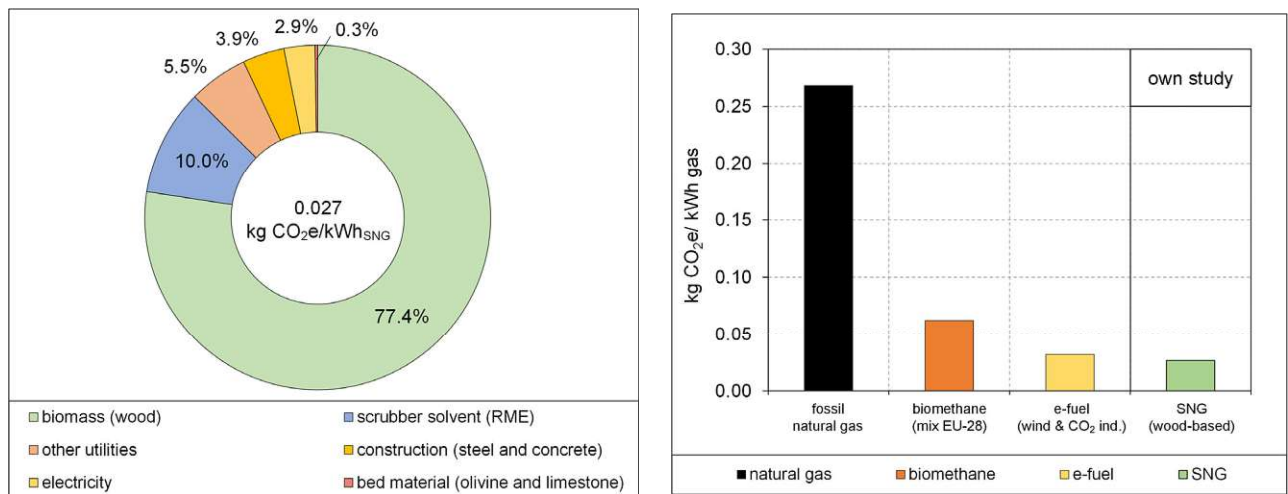 2.9%
0.3%
3.9%
5.5%
10.0%
0.027
kg CO₂e/kWhSNG
77.4%
biomass (wood)
scrubber solvent (RME)
other utilities
construction (steel and concrete)
electricity
bed material (olivine and limestone)
kg CO₂e/ kWh gas
0.30
0.25
0.20
0.15
0.10
0.05
0.00
own study
fossil
natural gas
biomethane
(mix EU-28)
e-fuel
(wind & CO₂ ind.)
SNG
(wood-based)
natural gas
biomethane
e-fuel
SNG